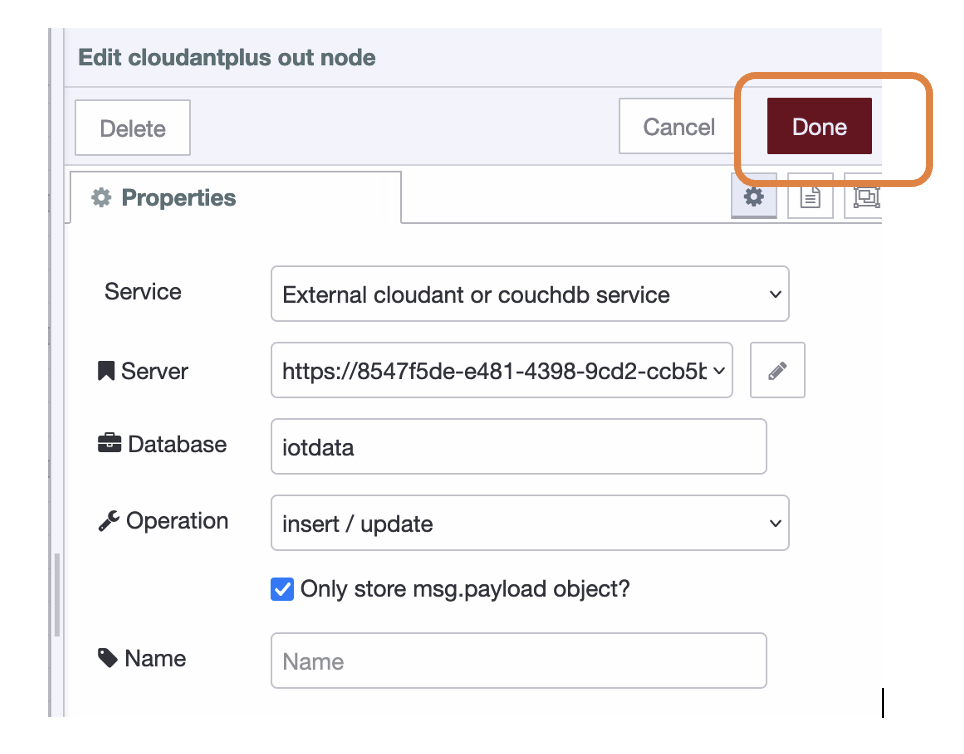 Edit cloudantplus out node
Delete
Cancel
Done
Properties
Service
External cloudant or couchdb service
Server
https://8547f5de-e481-4398-9cd2-ccb5b
Database
iotdata
Operation
insert / update
Only store msg.payload object?
Name
Name